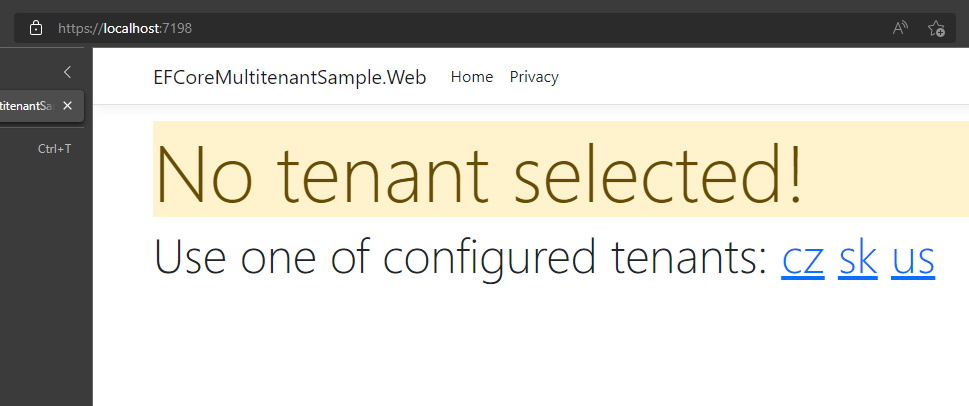 https://localhost:7198
EFCoreMultitenantSample.Web Home Privacy
titenantSa
Ctrl+T
No tenant selected!
Use one of configured tenants: cz sk us